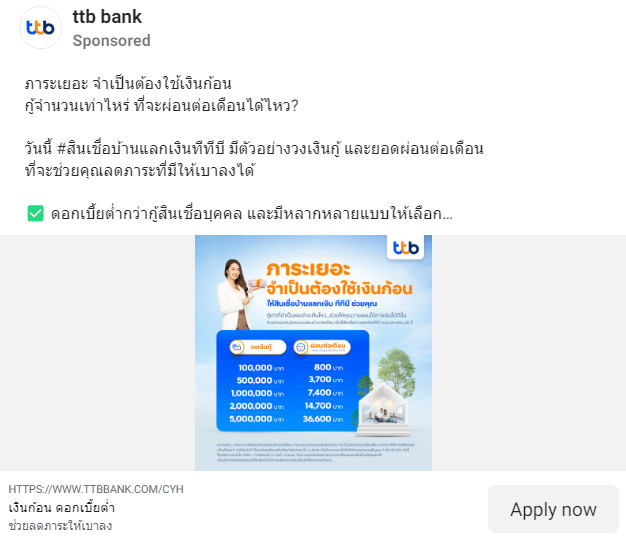 ttb bank
Sponsored
ภาระเยอะ จำเป็นต้องใช้เงินก้อน
กู้จำนวนเท่าไหร่ ที่จะผ่อนต่อเดือนได้ไหว?
วันนี้ #สินเชื่อบ้านแลกเงินทีทีบี มีตัวอย่างวงเงินกู้ และยอดผ่อนต่อเดือน
ที่จะช่วยคุณลดภาระที่มีให้เบาลงได้
✅ ดอกเบี้ยต่ำกว่ากู้สินเชื่อบุคคล และมีหลากหลายแบบให้เลือก...
ttb
ภาระเยอะ
จำเป็นต้องใช้เงินก้อน
ให้สินเชื่อบ้านแลกเงิน ทีทีบี ช่วยคุณ
วงเงินกู้ ผ่อนต่อเดือน
100,000 บาท 800 บาท
500,000 บาท 3,700 บาท
1,000,000 บาท 7,400 บาท
2,000,000 บาท 14,700 บาท
5,000,000 บาท 36,600 บาท
HTTPS://WWW.TTBBANK.COM/CYH
เงินก้อน ดอกเบี้ยต่ำ
ช่วยลดภาระให้เบาลง
Apply now